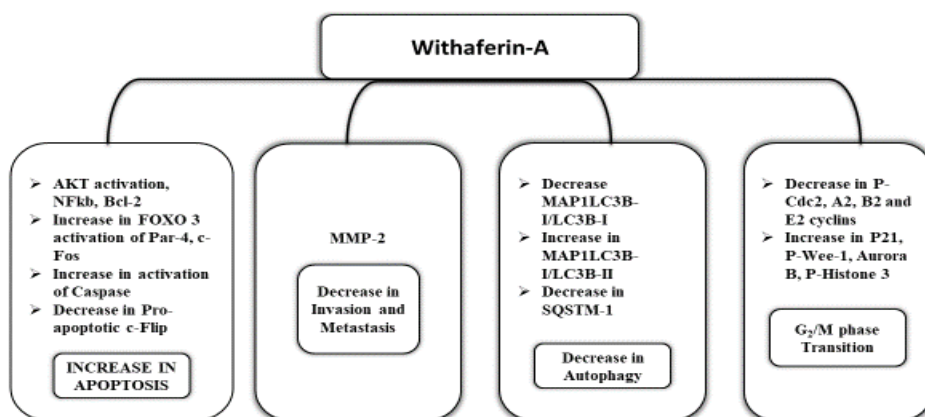 Withaferin-A
➢ AKT activation,
NFkb, Bcl-2
➢ Increase in FOXO 3
activation of Par-4, c-
Fos
➢ Increase in activation
of Caspase
➢ Decrease in Pro-
apoptotic c-Flip
INCREASE IN
APOPTOSIS
MMP-2
Decrease in
Invasion and
Metastasis
➢ Decrease
MAP1LC3B-
I/LC3B-I
➢ Increase in
MAP1LC3B-
I/LC3B-II
➢ Decrease in
SQSTM-1
Decrease in
Autophagy
➢ Decrease in P-
Cdc2, A2, B2 and
E2 cyclins
➢ Increase in P21,
P-Wee-1, Aurora
B, P-Histone 3
G₂/M phase
Transition